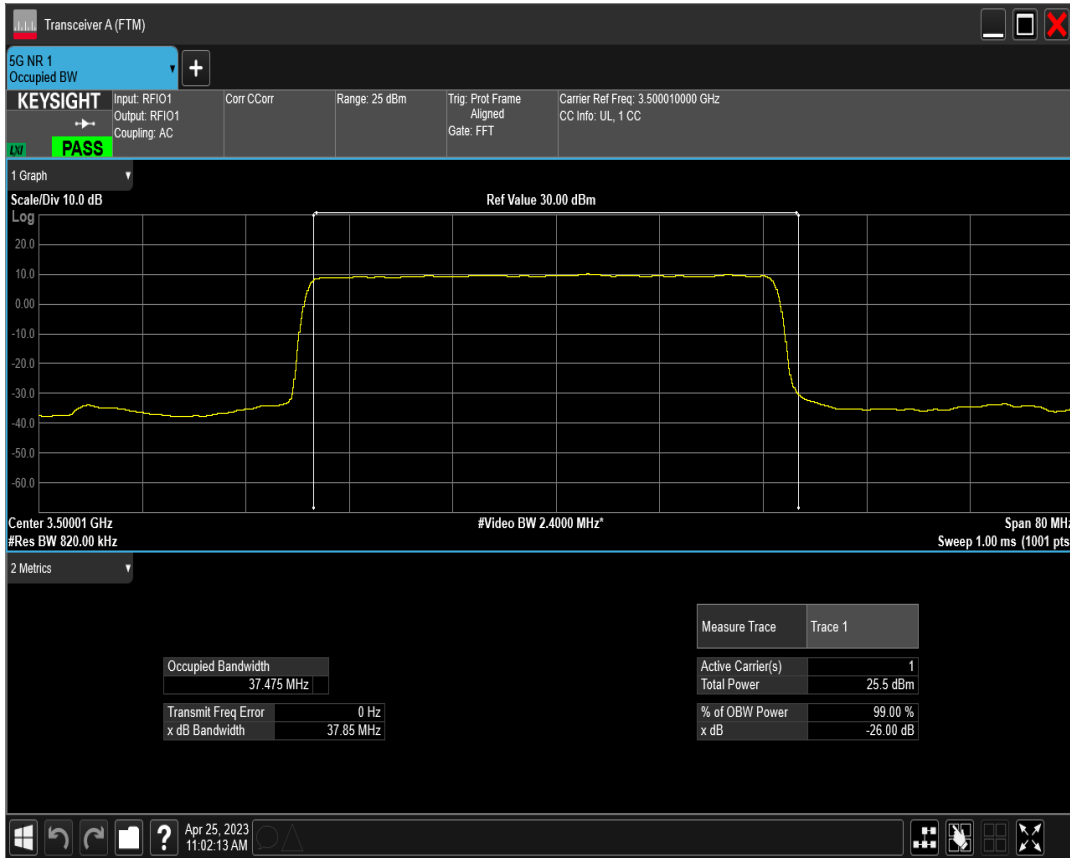 Transceiver A (FTM)
5G NR 1
Occupied BW
+
KEYSIGHT
LXI
PASS
Input: RFIO1
Output: RFIO1
Coupling: AC
Corr CCorr
Range: 25 dBm
Trig: Prot Frame
Aligned
Gate: FFT
Carrier Ref Freq: 3.500010000 GHz
CC Info: UL, 1 CC
1 Graph
Scale/Div 10.0 dB
Ref Value 30.00 dBm
Log
20.0
10.0
0.00
-10.0
-20.0
-30.0
-40.0
-50.0
-60.0
Center 3.50001 GHz
#Video BW 2.4000 MHz*
Span 80 MHz
#Res BW 820.00 kHz
Sweep 1.00 ms (1001 pts
2 Metrics
Measure Trace Trace 1
Occupied Bandwidth
37.475 MHz
Active Carrier(s) 1
Total Power 25.5 dBm
Transmit Freq Error 0 Hz
x dB Bandwidth 37.85 MHz
% of OBW Power 99.00 %
x dB -26.00 dB
?
Apr 25, 2023
11:02:13 AM